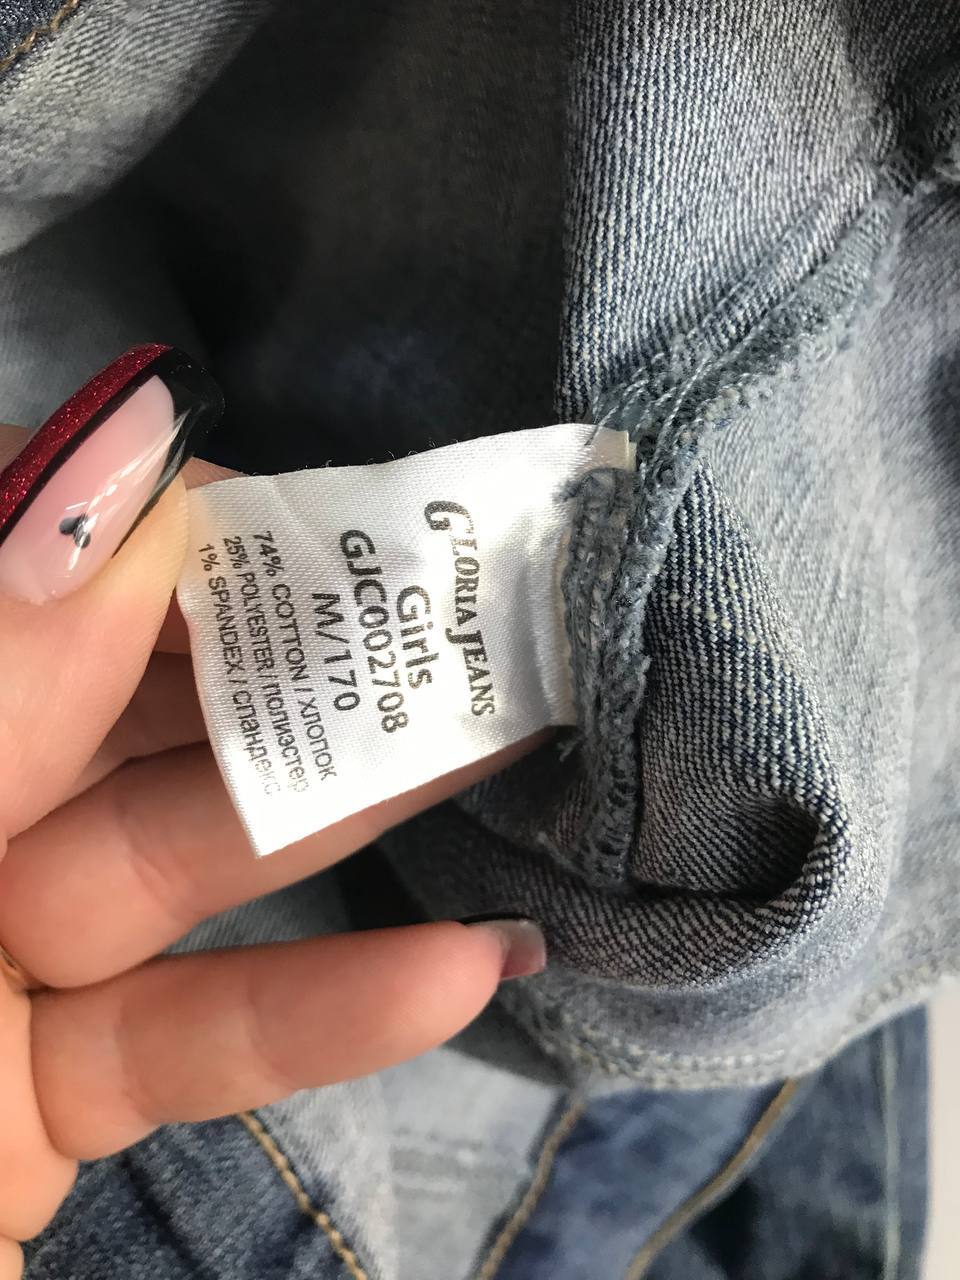 GLORIA JEANS
Girls
GJC002708
M/170
74% COTTON / ХЛОПОК
25% POLYESTER / ПОЛИЭСТЕР
1% SPANDEX / СПАНДЕКС